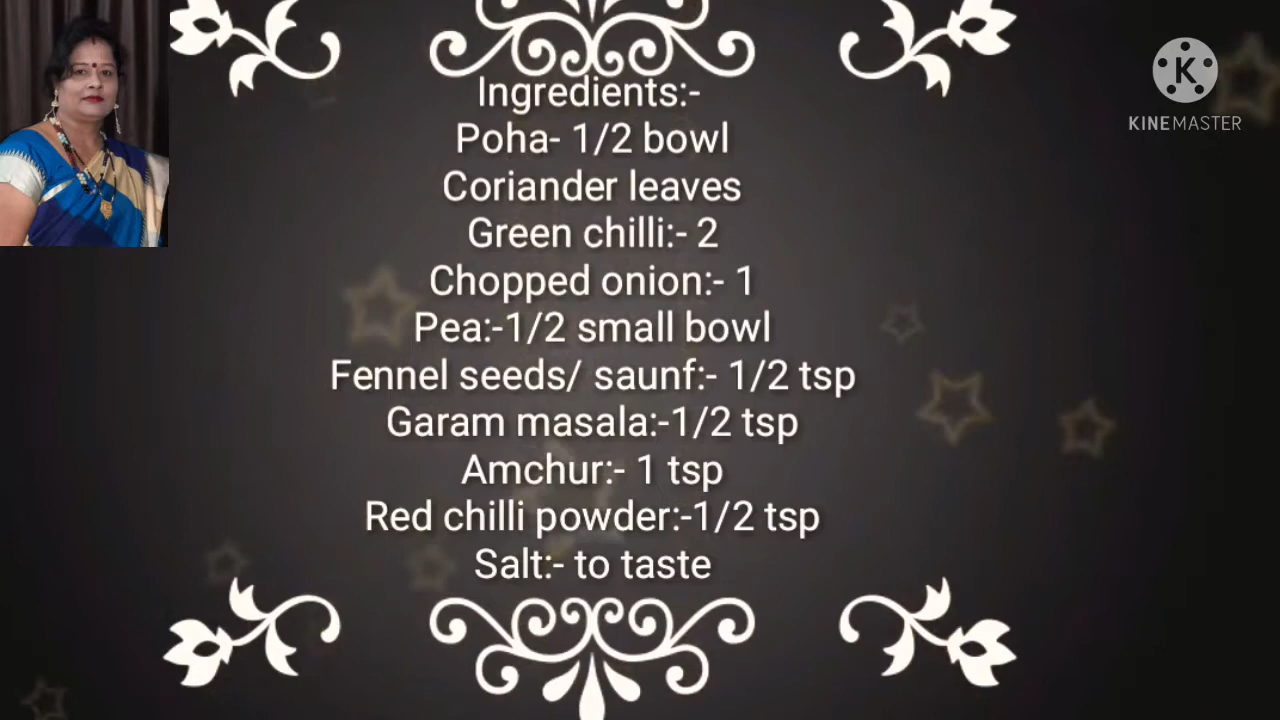 Ingredients:-
Poha- 1/2 bowl
Coriander leaves
Green chilli:- 2
Chopped onion:- 1
Pea:-1/2 small bowl
Fennel seeds/ saunf:- 1/2 tsp
Garam masala:-1/2 tsp
Amchur:- 1 tsp
Red chilli powder:-1/2 tsp
Salt:- to taste
K
KINEMASTER